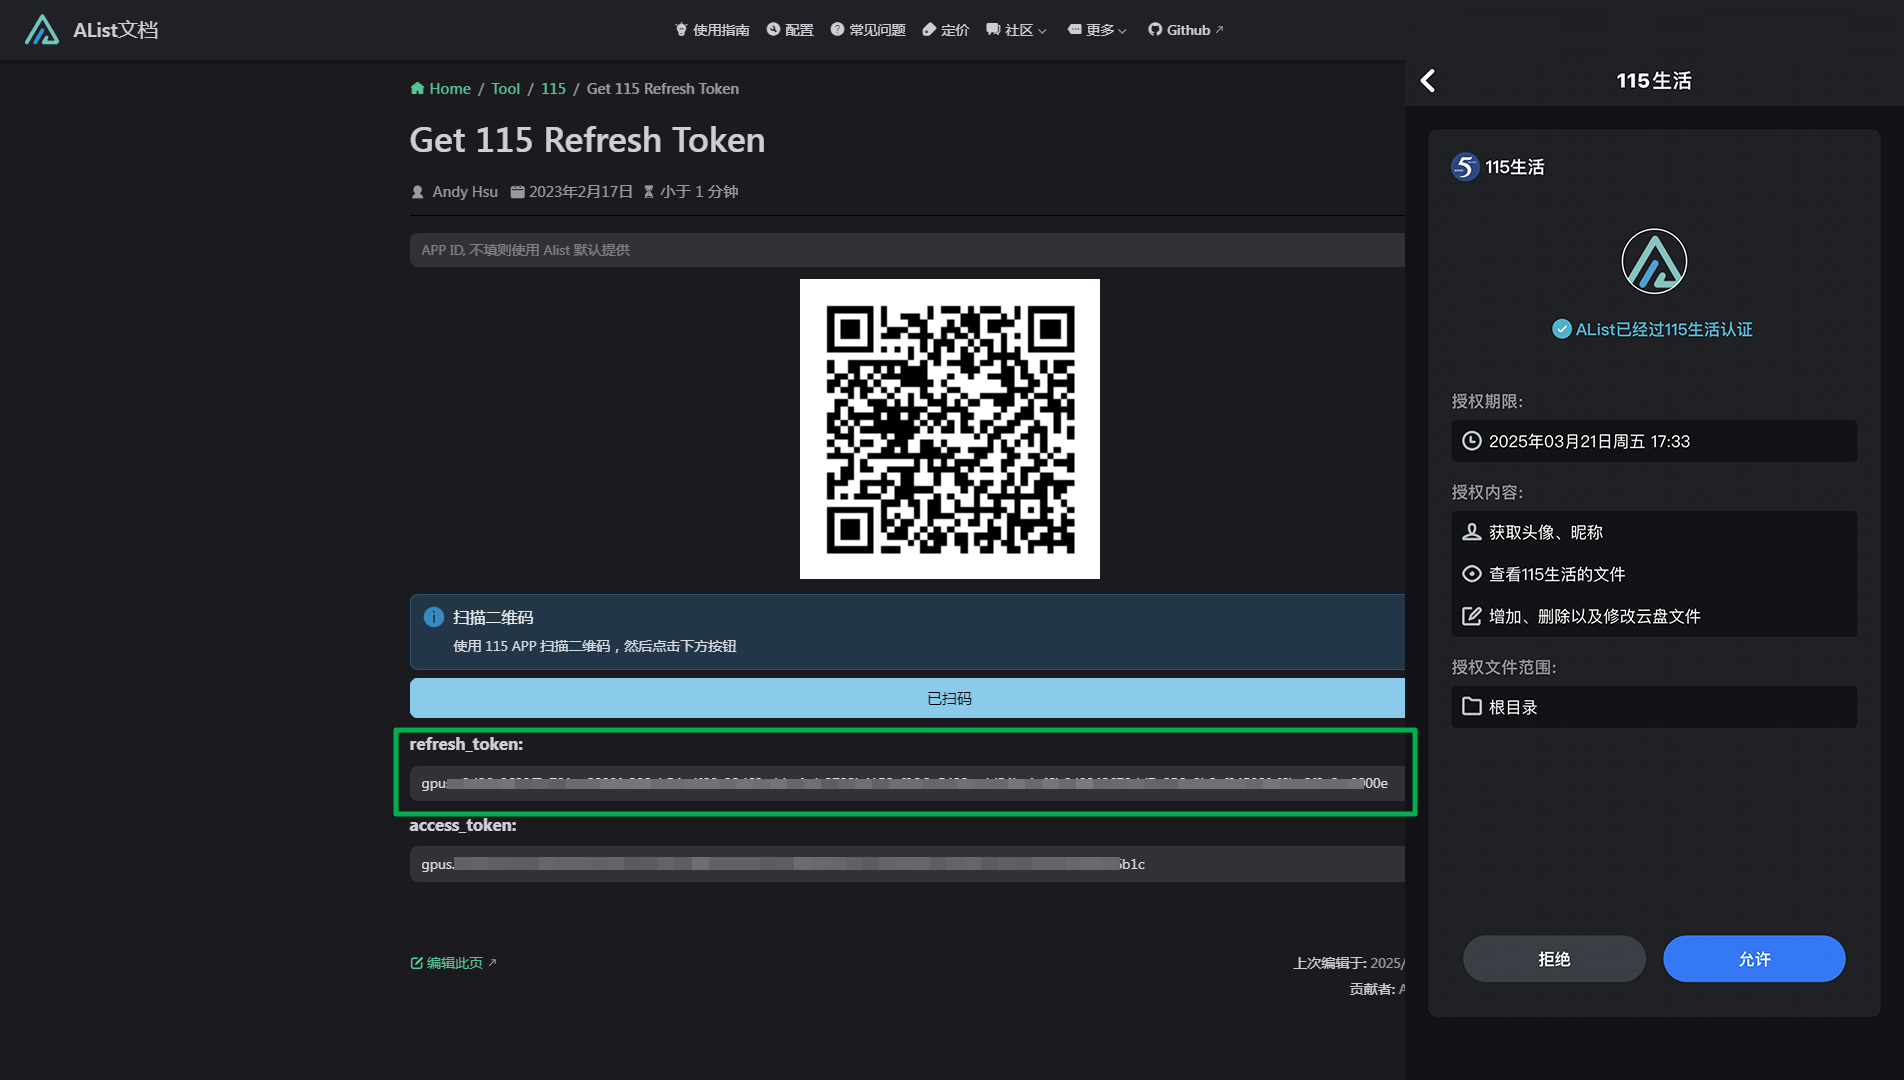 AList文档
使用指南 配置 常见问题 定价 社区 更多 Github
Home / Tool / 115 / Get 115 Refresh Token
Get 115 Refresh Token
Andy Hsu 2023年2月17日 小于 1 分钟
APP ID, 不填则使用 Alist 默认提供
扫描二维码
使用 115 APP 扫描二维码，然后点击下方按钮
已扫码
refresh_token:
access_token:
gpus.
编辑此页
上次编辑于: 2025/
贡献者:
115生活
115生活
AList已经过115生活认证
授权期限:
2025年03月21日周五 17:33
授权内容:
获取头像、昵称
查看115生活的文件
增加、删除以及修改云盘文件
授权文件范围:
根目录
拒绝
允许